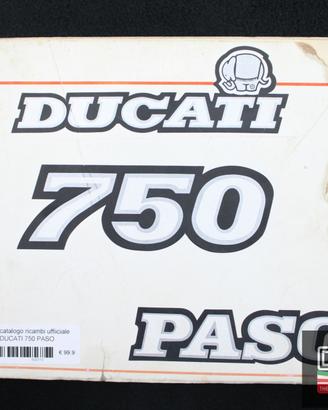 DUCATI
750
PASO
catalogo ricambi ufficiale
DUCATI 750 PASO
€ 99.9